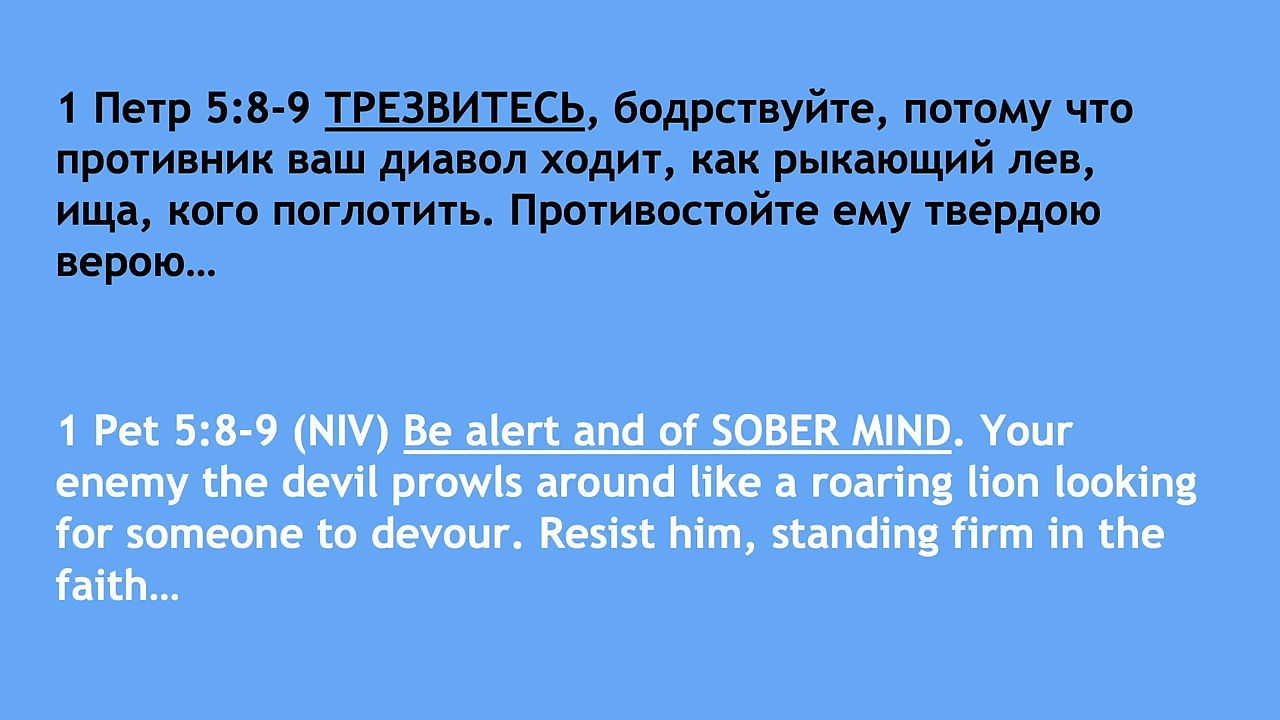 1 Петр 5:8-9 ТРЕЗВИТЕСЬ, бодрствуйте, потому что
противник ваш диавол ходит, как рыкающий лев,
ища, кого поглотить. Противостойте ему твердою
верою…
1 Pet 5:8-9 (NIV) Be alert and of SOBER MIND. Your
enemy the devil prowls around like a roaring lion looking
for someone to devour. Resist him, standing firm in the
faith…